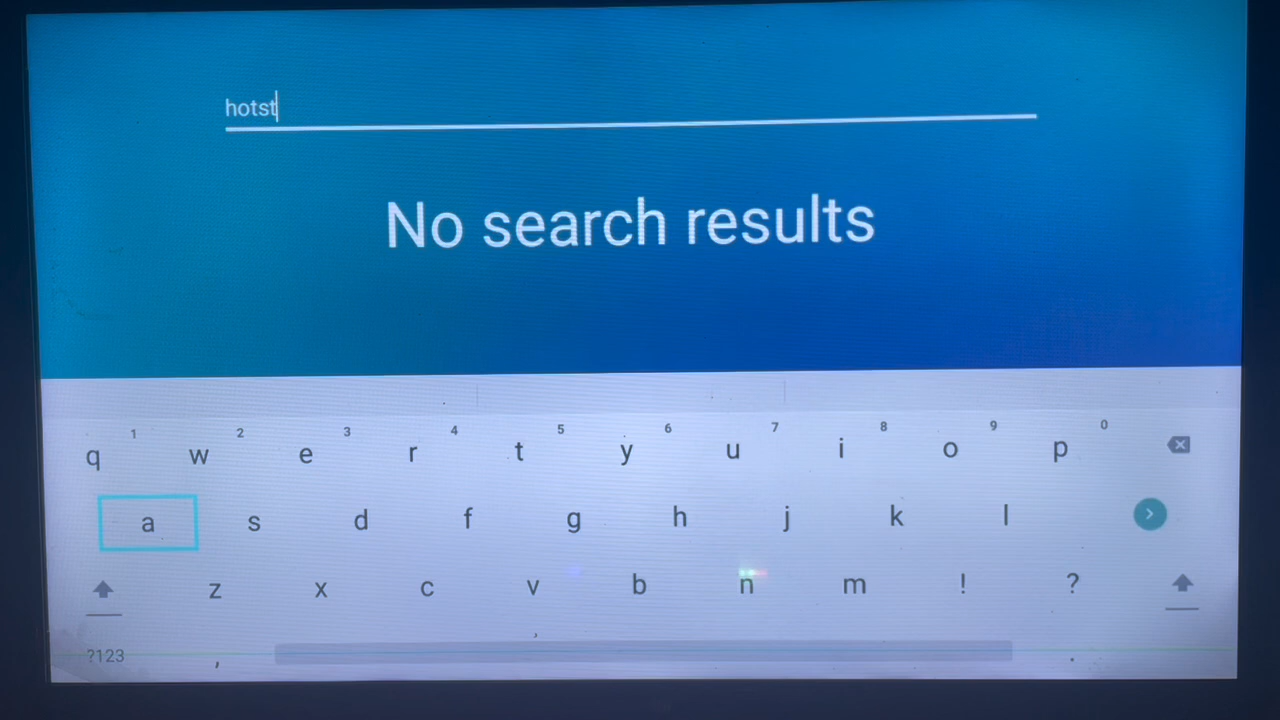 hotst
No search results
1 2 3 4 5 6 7 8 9 0
q w e r t y u i o p
a s d f g h j k l
z x c v b n m ! ?
?123 , .